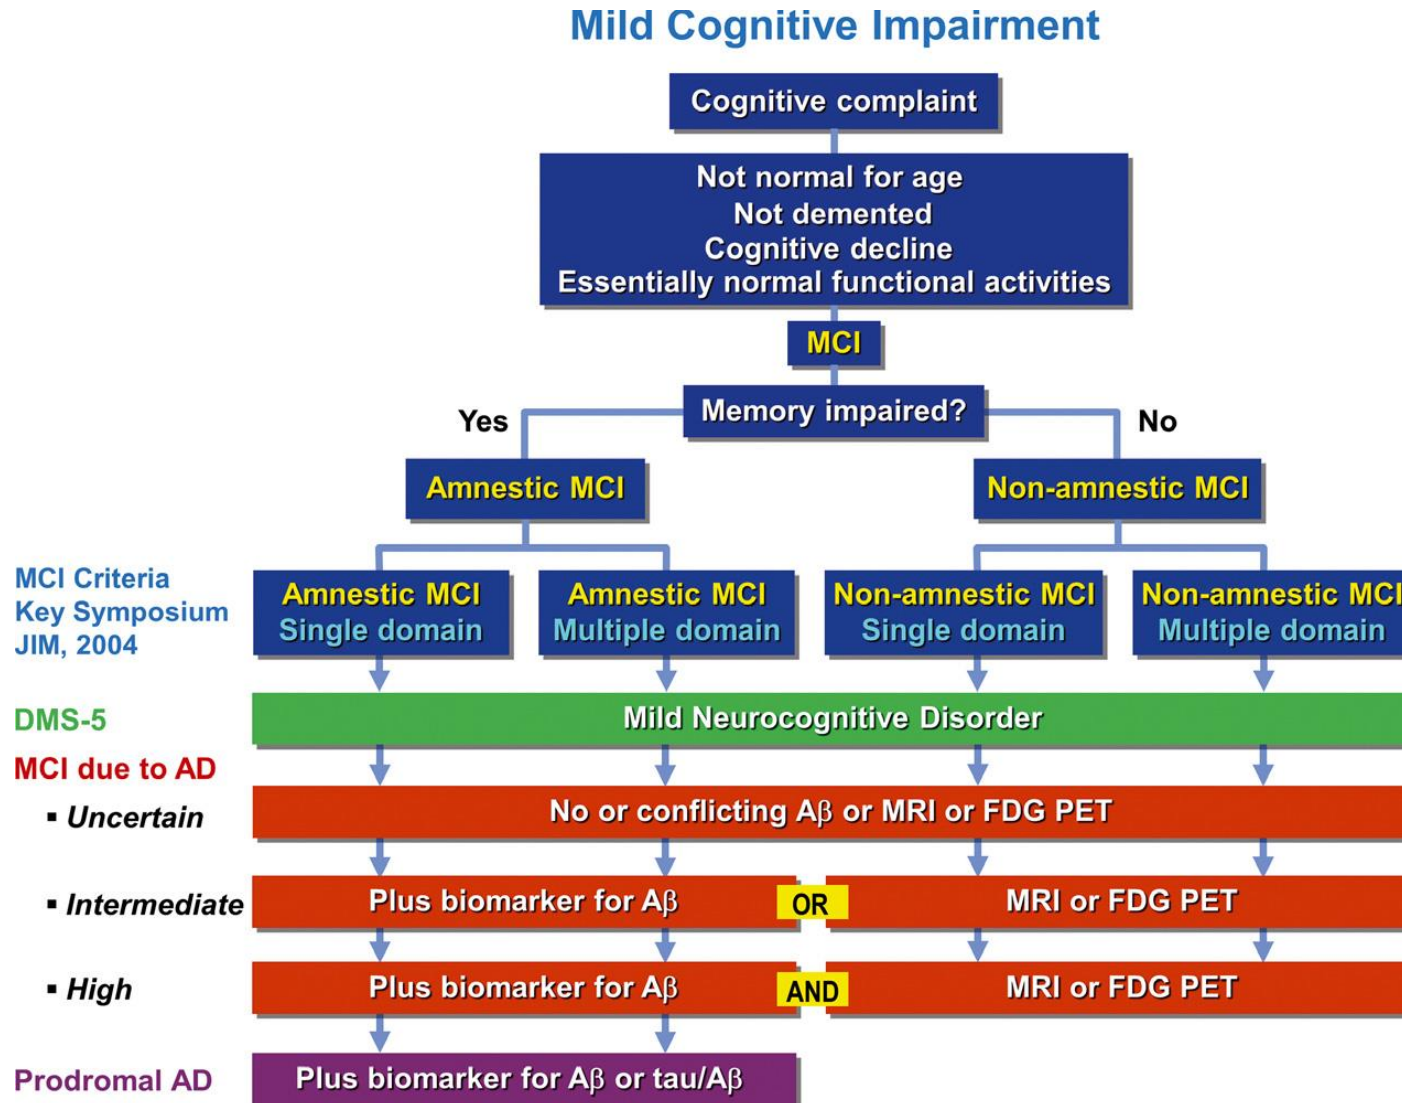 Mild Cognitive Impairment
Cognitive complaint
Not normal for age
Not demented
Cognitive decline
Essentially normal functional activities
MCI
Memory impaired?
Yes
No
Amnestic MCI
Non-amnestic MCI
MCI Criteria
Key Symposium
JIM, 2004
Amnestic MCI
Single domain
Amnestic MCI
Multiple domain
Non-amnestic MCI
Single domain
Non-amnestic MCI
Multiple domain
DMS-5
Mild Neurocognitive Disorder
MCI due to AD
▪ Uncertain
No or conflicting Aβ or MRI or FDG PET
▪ Intermediate
Plus biomarker for Aβ
OR
MRI or FDG PET
▪ High
Plus biomarker for Aβ
AND
MRI or FDG PET
Prodromal AD
Plus biomarker for Aβ or tau/Aβ